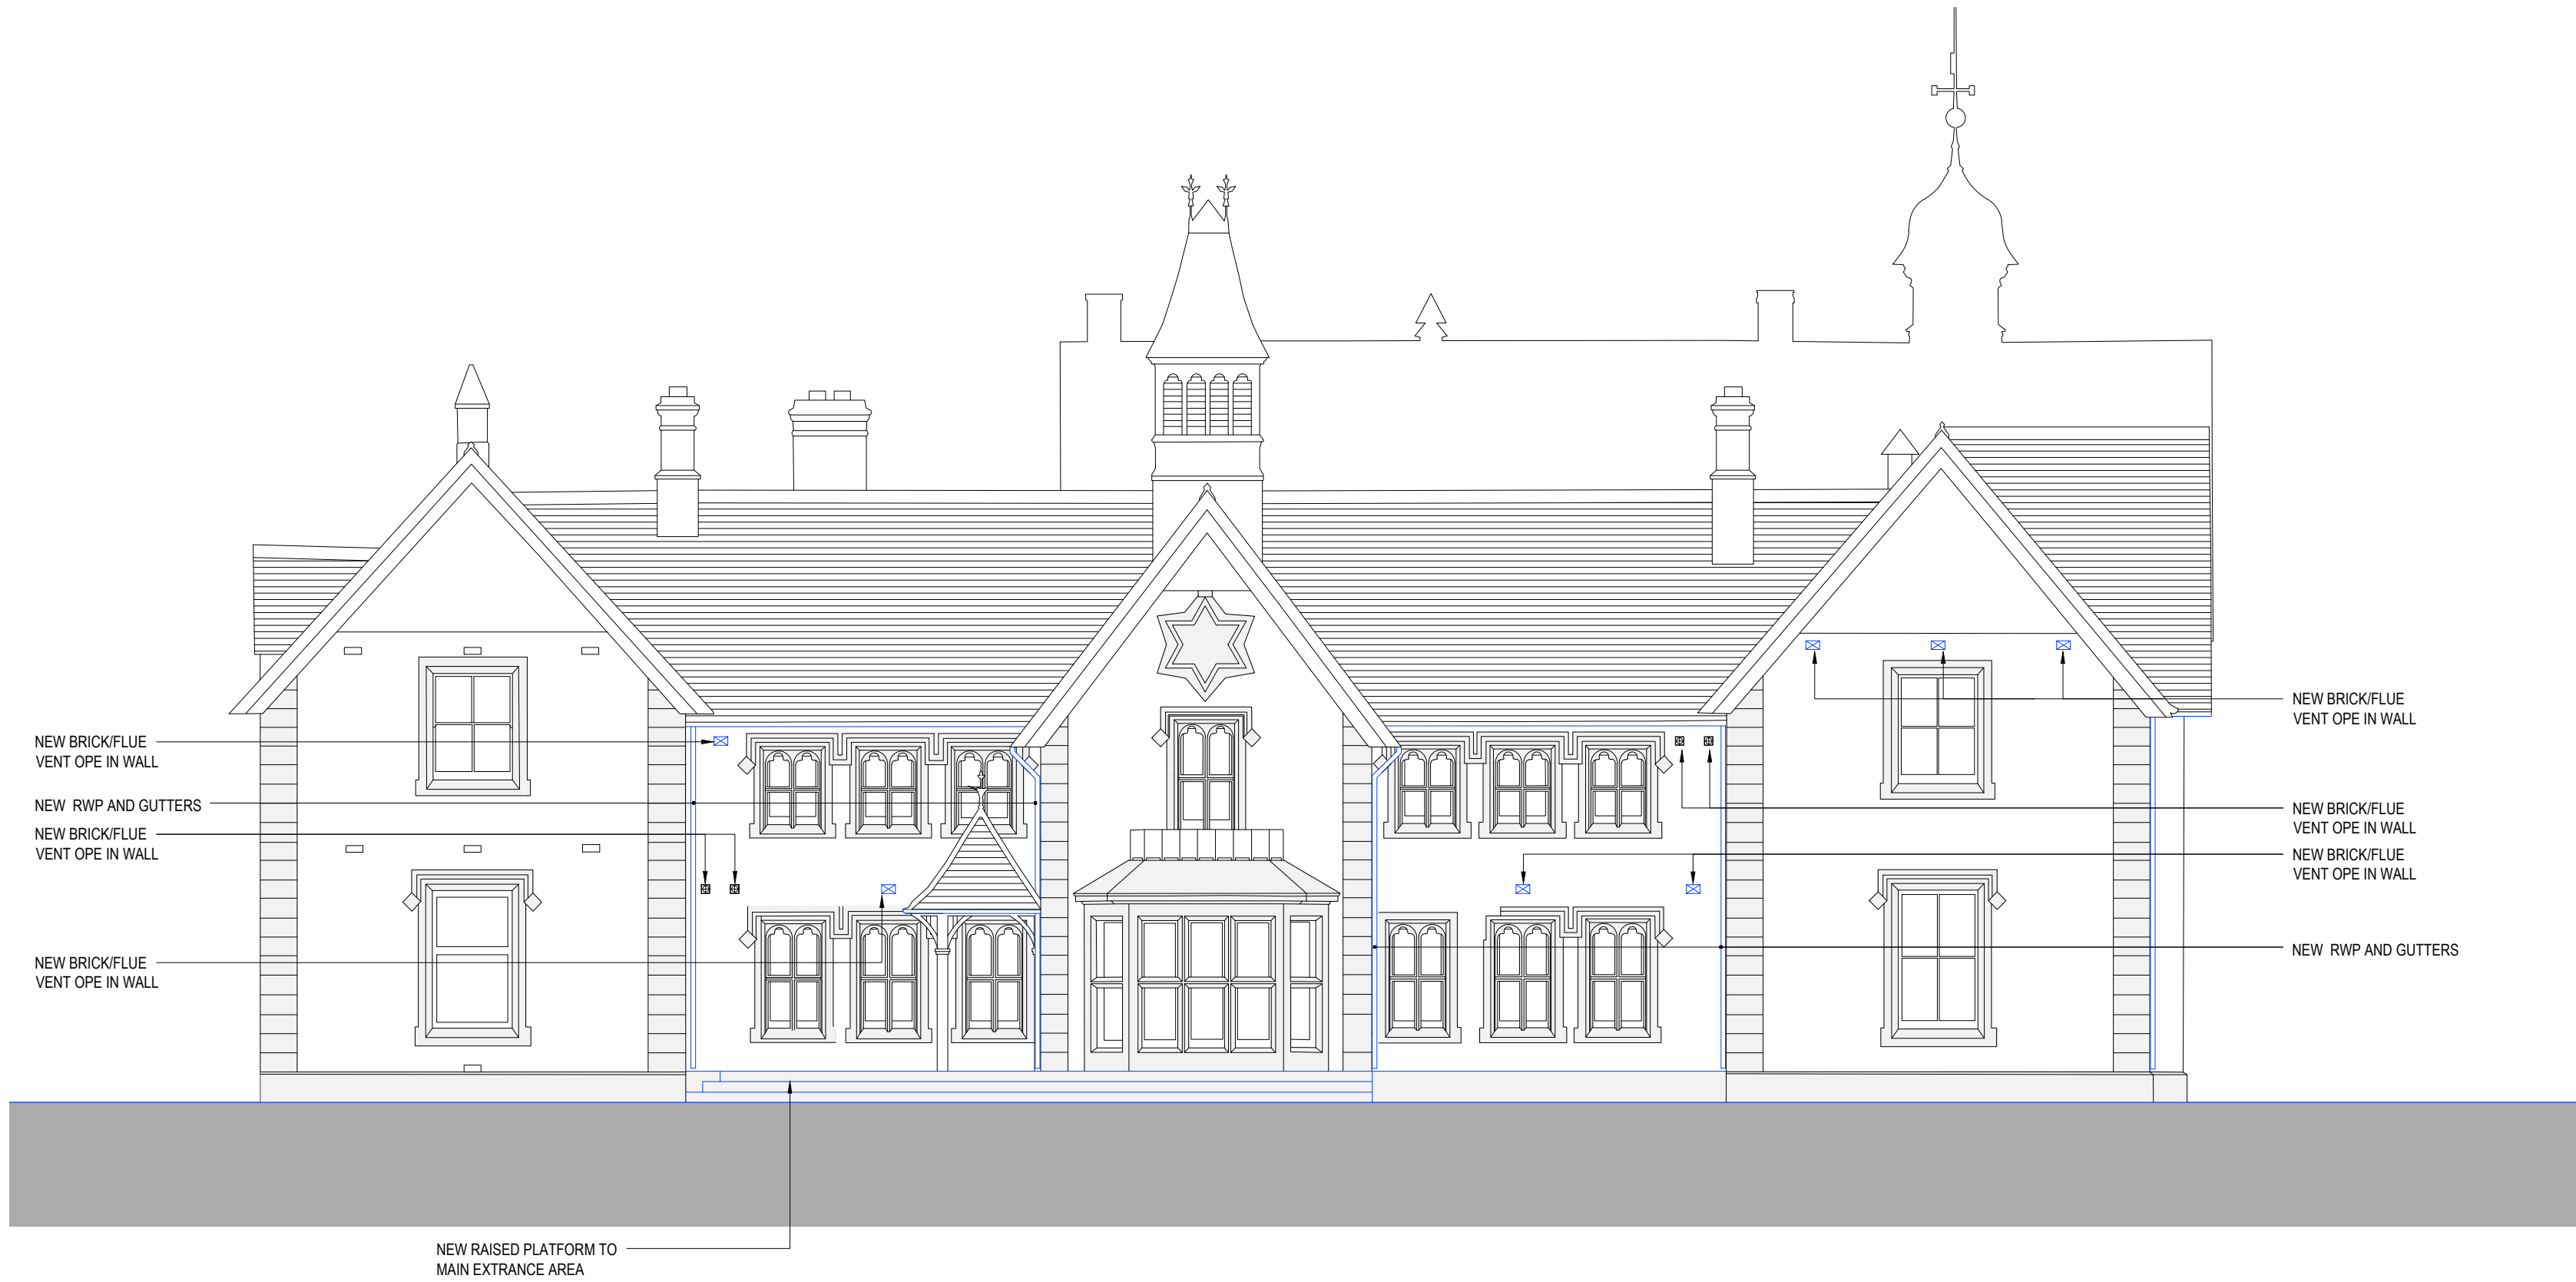 NEW BRICK/FLUE
VENT OPE IN WALL
NEW RWP AND GUTTERS
NEW BRICK/FLUE
VENT OPE IN WALL
NEW BRICK/FLUE
VENT OPE IN WALL
NEW RAISED PLATFORM TO
MAIN EXTRANCE AREA
NEW BRICK/FLUE
VENT OPE IN WALL
NEW BRICK/FLUE
VENT OPE IN WALL
NEW BRICK/FLUE
VENT OPE IN WALL
NEW RWP AND GUTTERS